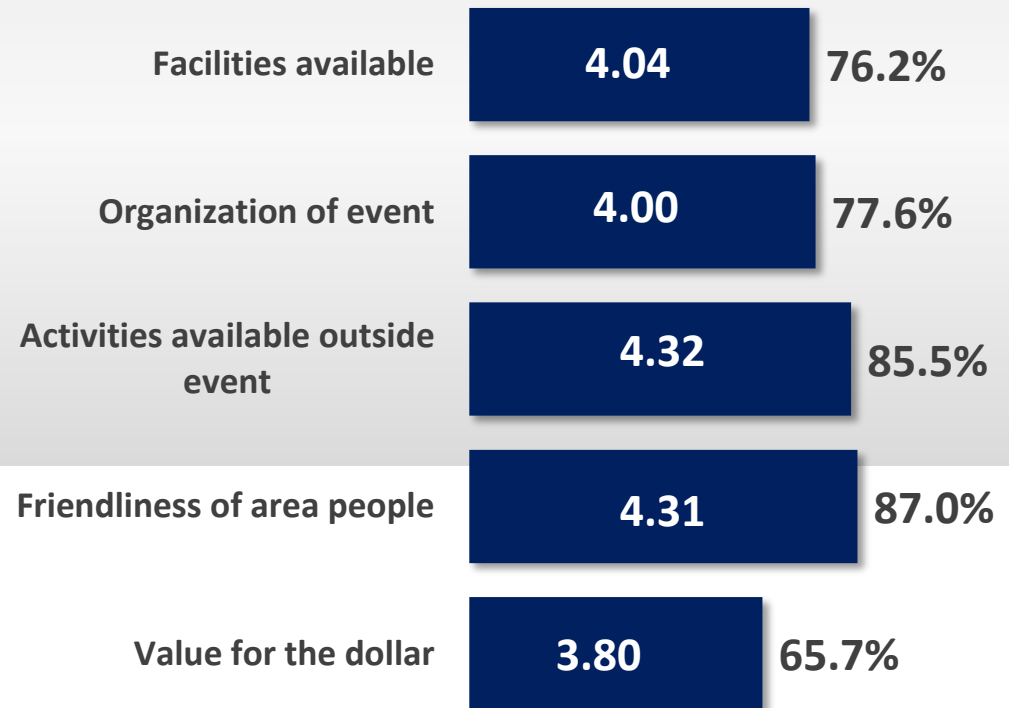 Facilities available 4.04 76.2%
Organization of event 4.00 77.6%
Activities available outside
event 4.32 85.5%
Friendliness of area people 4.31 87.0%
Value for the dollar 3.80 65.7%